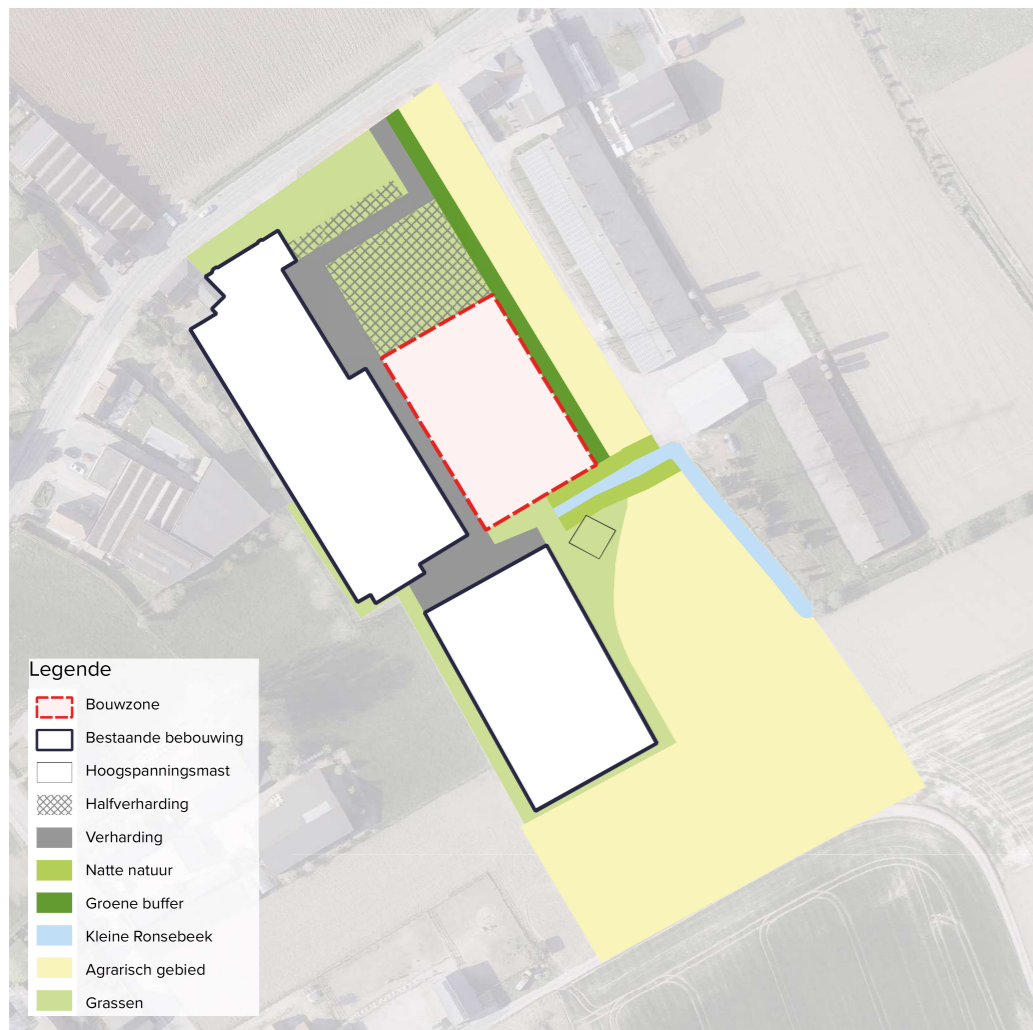 Legende
Bouwzone
Bestaande bebouwing
Hoogspanningsmast
Halfverharding
Verharding
Natte natuur
Groene buffer
Kleine Ronsebeek
Agrarisch gebied
Grassen